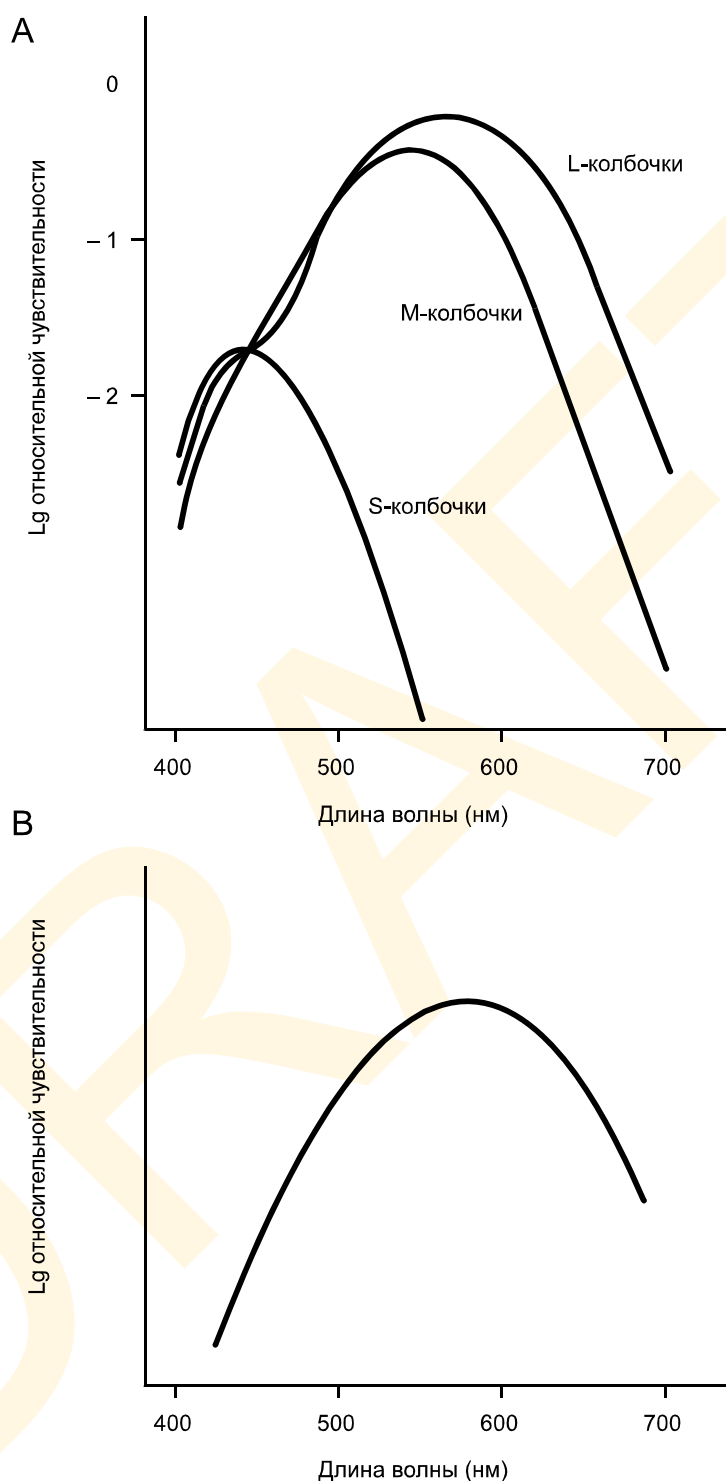 A
0
– 1
– 2
Lg относительной чувствительности
L-колбочки
M-колбочки
S-колбочки
400 500 600 700
Длина волны (нм)
B
Lg относительной чувствительности
400 500 600 700
Длина волны (нм)
DRAFT